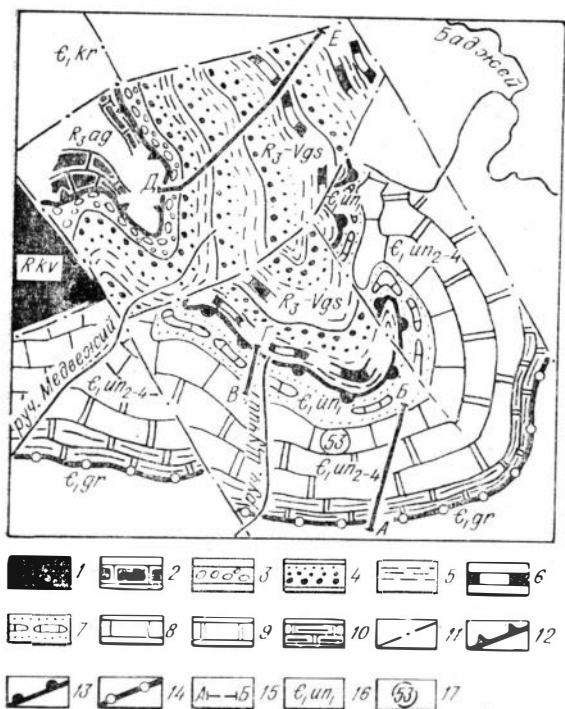 Є₁kr
Е
Баджей
R₃ag
Д
R₃-Vgs
Є₁un₁
Є₁un₂₋₄
R kv
R₃-Vgs
руч. Медвежий
Є₁un₂₋₄
В
Є₁un₁
Б
руч. Щучий
53
Є₁un₂₋₄
Є₁gr
А
Є₁gr
1 2 3 4 5 6
7 8 9 10 11 12
13 14 А Б 15 Є₁un₁ 16 53 17